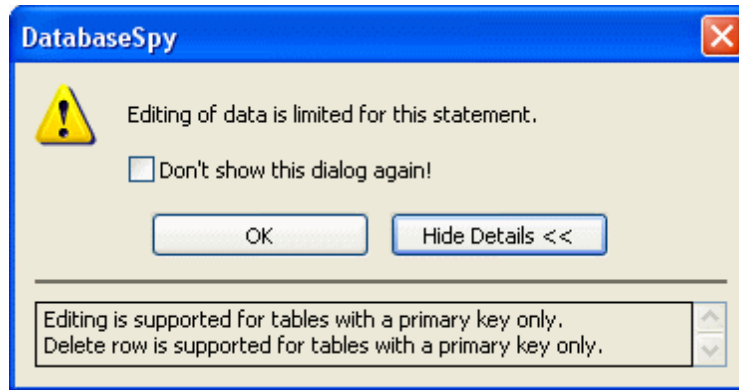 DatabaseSpy
Editing of data is limited for this statement.
Don't show this dialog again!
OK
Hide Details <<
Editing is supported for tables with a primary key only.
Delete row is supported for tables with a primary key only.